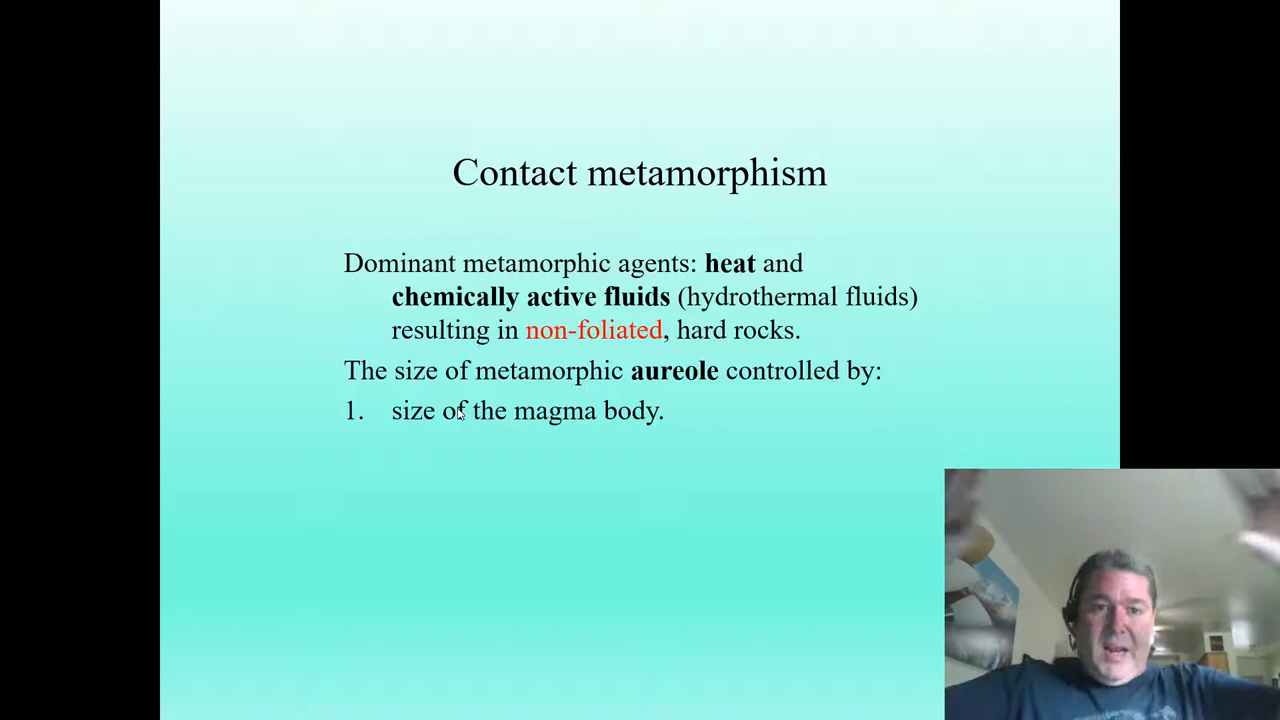 Contact metamorphism
Dominant metamorphic agents: heat and
chemically active fluids (hydrothermal fluids)
resulting in non-foliated, hard rocks.
The size of metamorphic aureole controlled by:
1. size of the magma body.